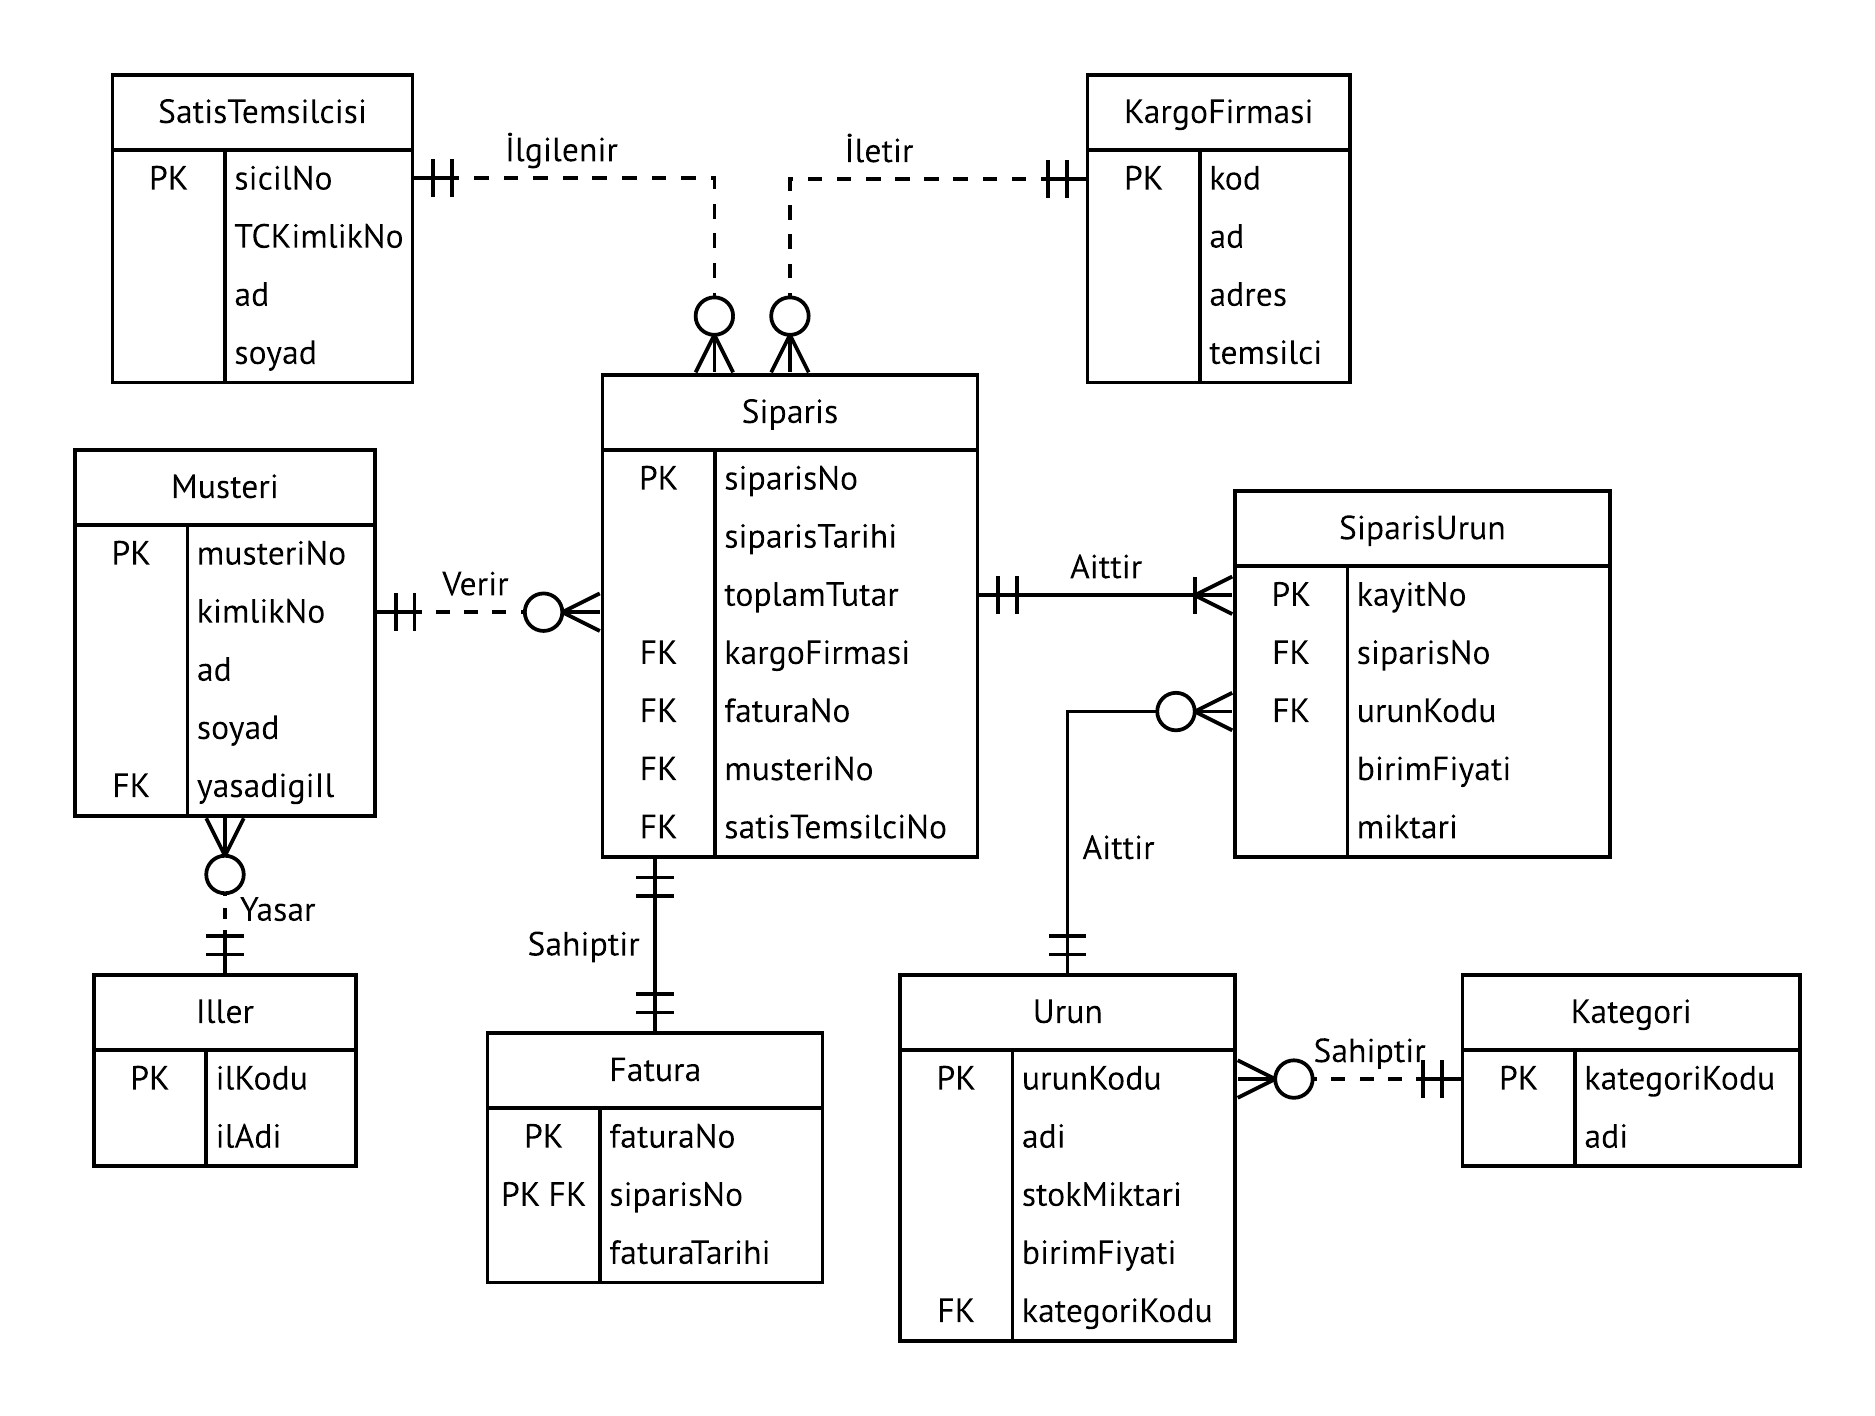 SatisTemsilcisi
PK sicilNo
TCKimlikNo
ad
soyad
İlgilenir
İletir
KargoFirmasi
PK kod
ad
adres
temsilci
Musteri
PK musteriNo
kimlikNo
ad
soyad
FK yasadigiIl
Verir
Siparis
PK siparisNo
siparisTarihi
toplamTutar
FK kargoFirmasi
FK faturaNo
FK musteriNo
FK satisTemsilciNo
Aittir
SiparisUrun
PK kayitNo
FK siparisNo
FK urunKodu
birimFiyati
miktari
Yasar
Sahiptir
Aittir
Iller
PK ilKodu
ilAdi
Fatura
PK faturaNo
PK FK siparisNo
faturaTarihi
Urun
PK urunKodu
adi
stokMiktari
birimFiyati
FK kategoriKodu
Sahiptir
Kategori
PK kategoriKodu
adi